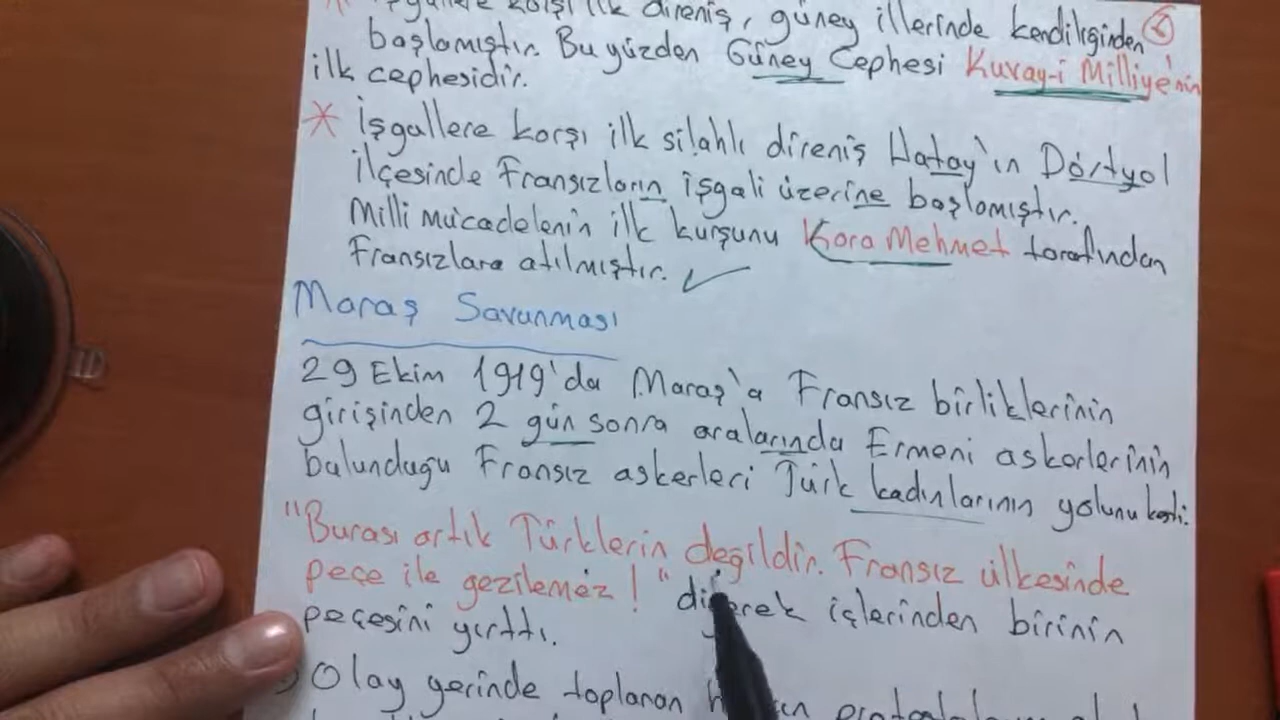 karşı ilk direniş, güney illerinde kendiliğinden
başlamıştır. Bu yüzden Güney Cephesi Kuvay-i Milliye'nin
ilk cephesidir.
* İşgallere karşı ilk silahlı direniş Hatay'ın Dörtyol
ilçesinde Fransızların işgali üzerine başlamıştır.
Milli mücadelenin ilk kurşunu Kara Mehmet tarafından
Fransızlara atılmıştır.
Maraş Savunması
29 Ekim 1919'da Maraş'a Fransız birliklerinin
girişinden 2 gün sonra aralarında Ermeni askerlerinin
bulunduğu Fransız askerleri Türk kadınlarının yolunu kesti.
"Burası artık Türklerin değildir. Fransız ülkesinde
peçe ile gezilemez!" diyerek içlerinden birinin
peçesini yırttı.
Olay yerinde toplanan